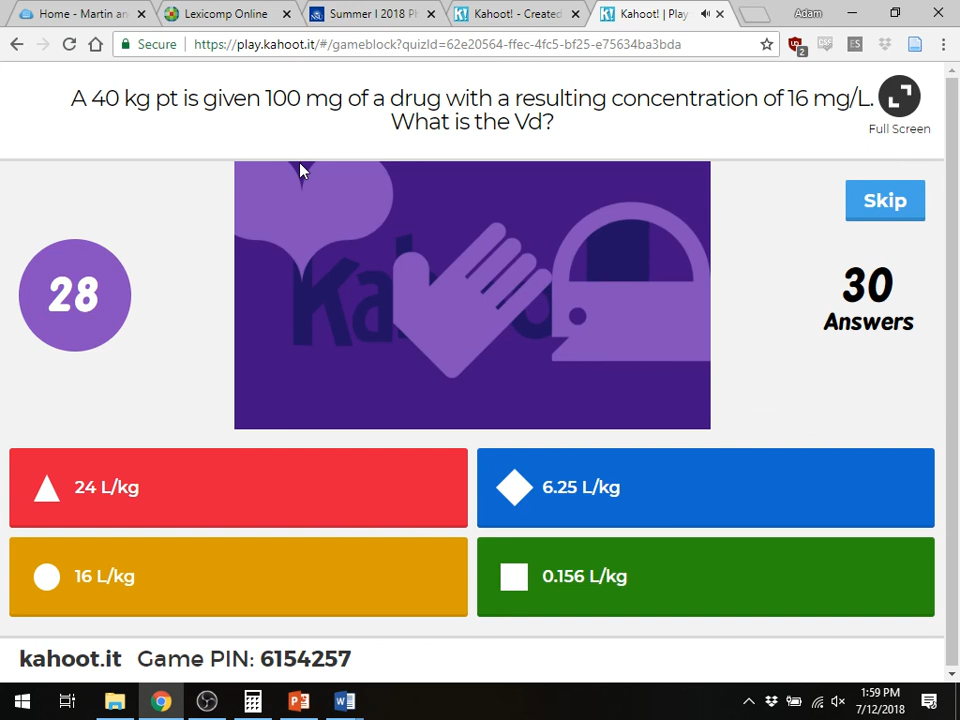 Home - Martin an
Lexicomp Online
Summer I 2018 P
Kahoot! - Created
Kahoot! | Play
Adam
Secure
https://play.kahoot.it/#/gameblock?quizId=62e20564-ffec-4fc5-bf25-e75634ba3bda
2
CSF
ES
A 40 kg pt is given 100 mg of a drug with a resulting concentration of 16 mg/L.
What is the Vd?
Full Screen
Skip
28
30
Answers
24 L/kg
6.25 L/kg
16 L/kg
0.156 L/kg
kahoot.it Game PIN: 6154257
1:59 PM
7/12/2018